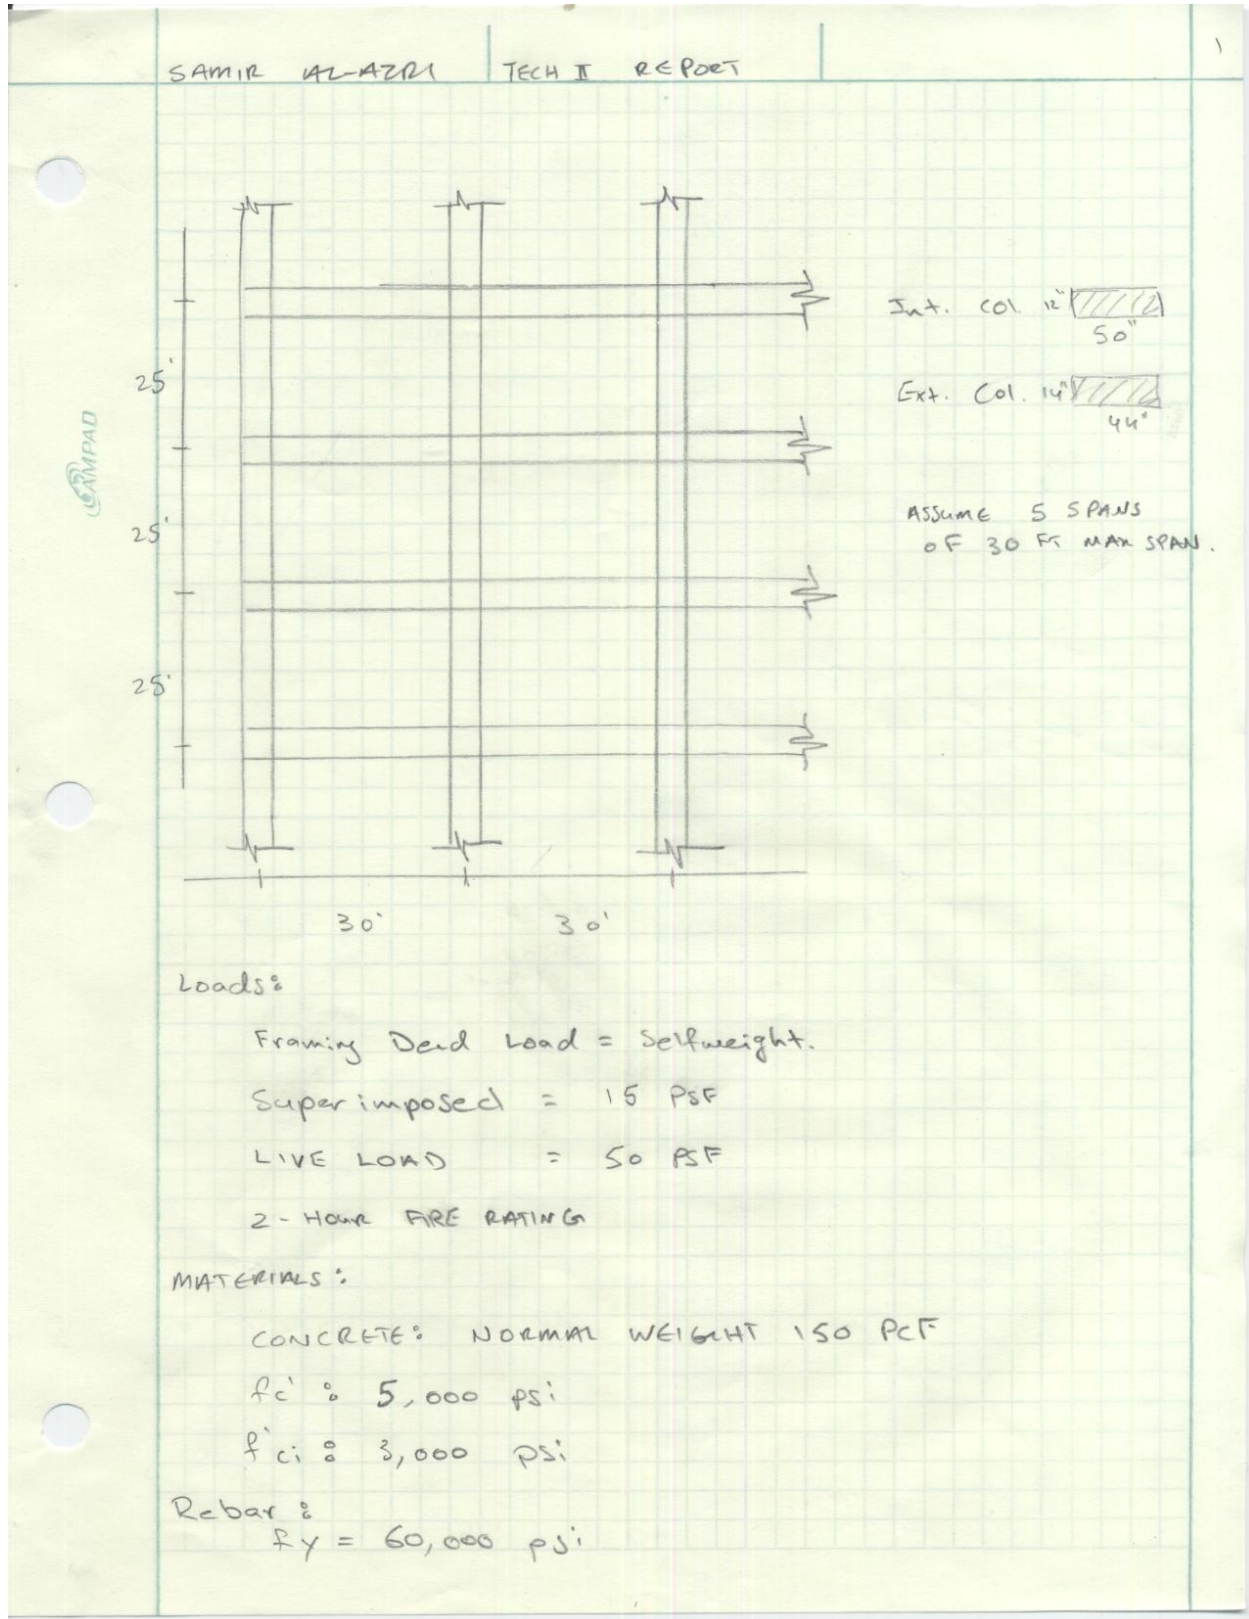 SAMIR AL-AZRI TECH II REPORT 1
Int. Col. 12"
50"
25'
Ext. Col. 14"
44"
AMPAD
ASSUME 5 SPANS
OF 30 FT MAX SPAN.
25'
25'
30' 30'
Loads:
Framing Dead Load = Selfweight.
Superimposed = 15 PSF
LIVE LOAD = 50 PSF
2-HOUR FIRE RATING
MATERIALS:
CONCRETE: NORMAL WEIGHT 150 PCF
fc' : 5,000 psi
f'ci : 3,000 psi
Rebar :
fy = 60,000 psi